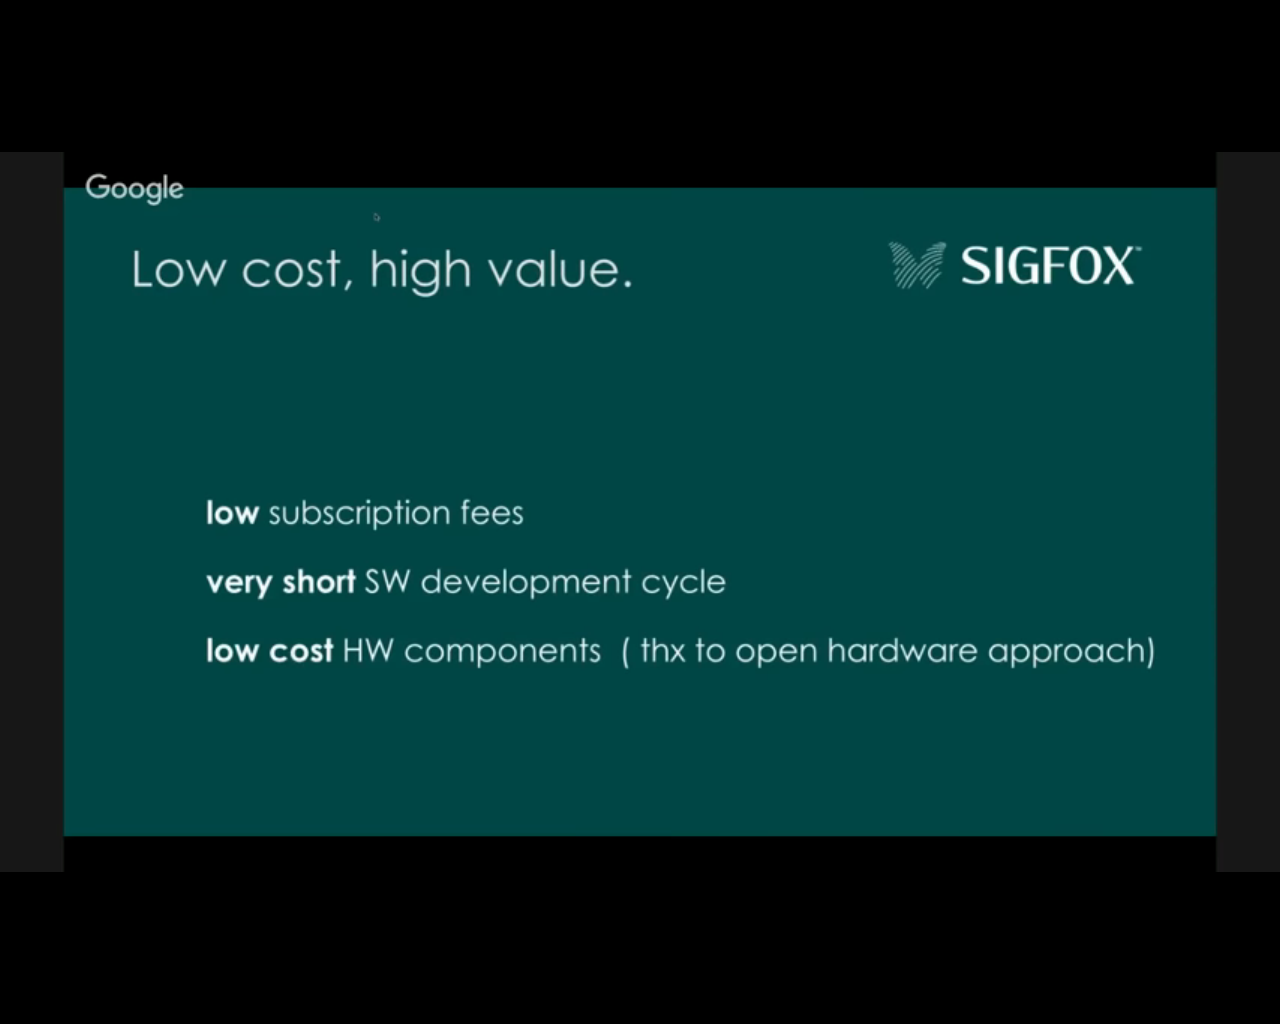 Google
Low cost, high value.
SIGFOX™
low subscription fees
very short SW development cycle
low cost HW components ( thx to open hardware approach)